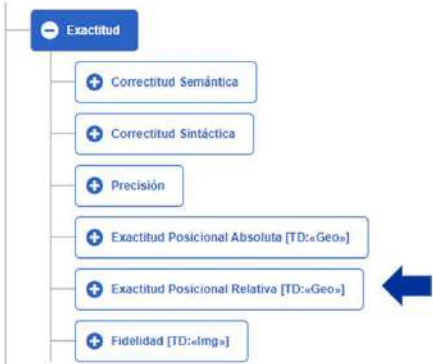 Exactitud
Correctitud Semántica
Correctitud Sintáctica
Precisión
Exactitud Posicional Absoluta [TD:«Geo»]
Exactitud Posicional Relativa [TD:«Geo»]
Fidelidad [TD:«Img»]